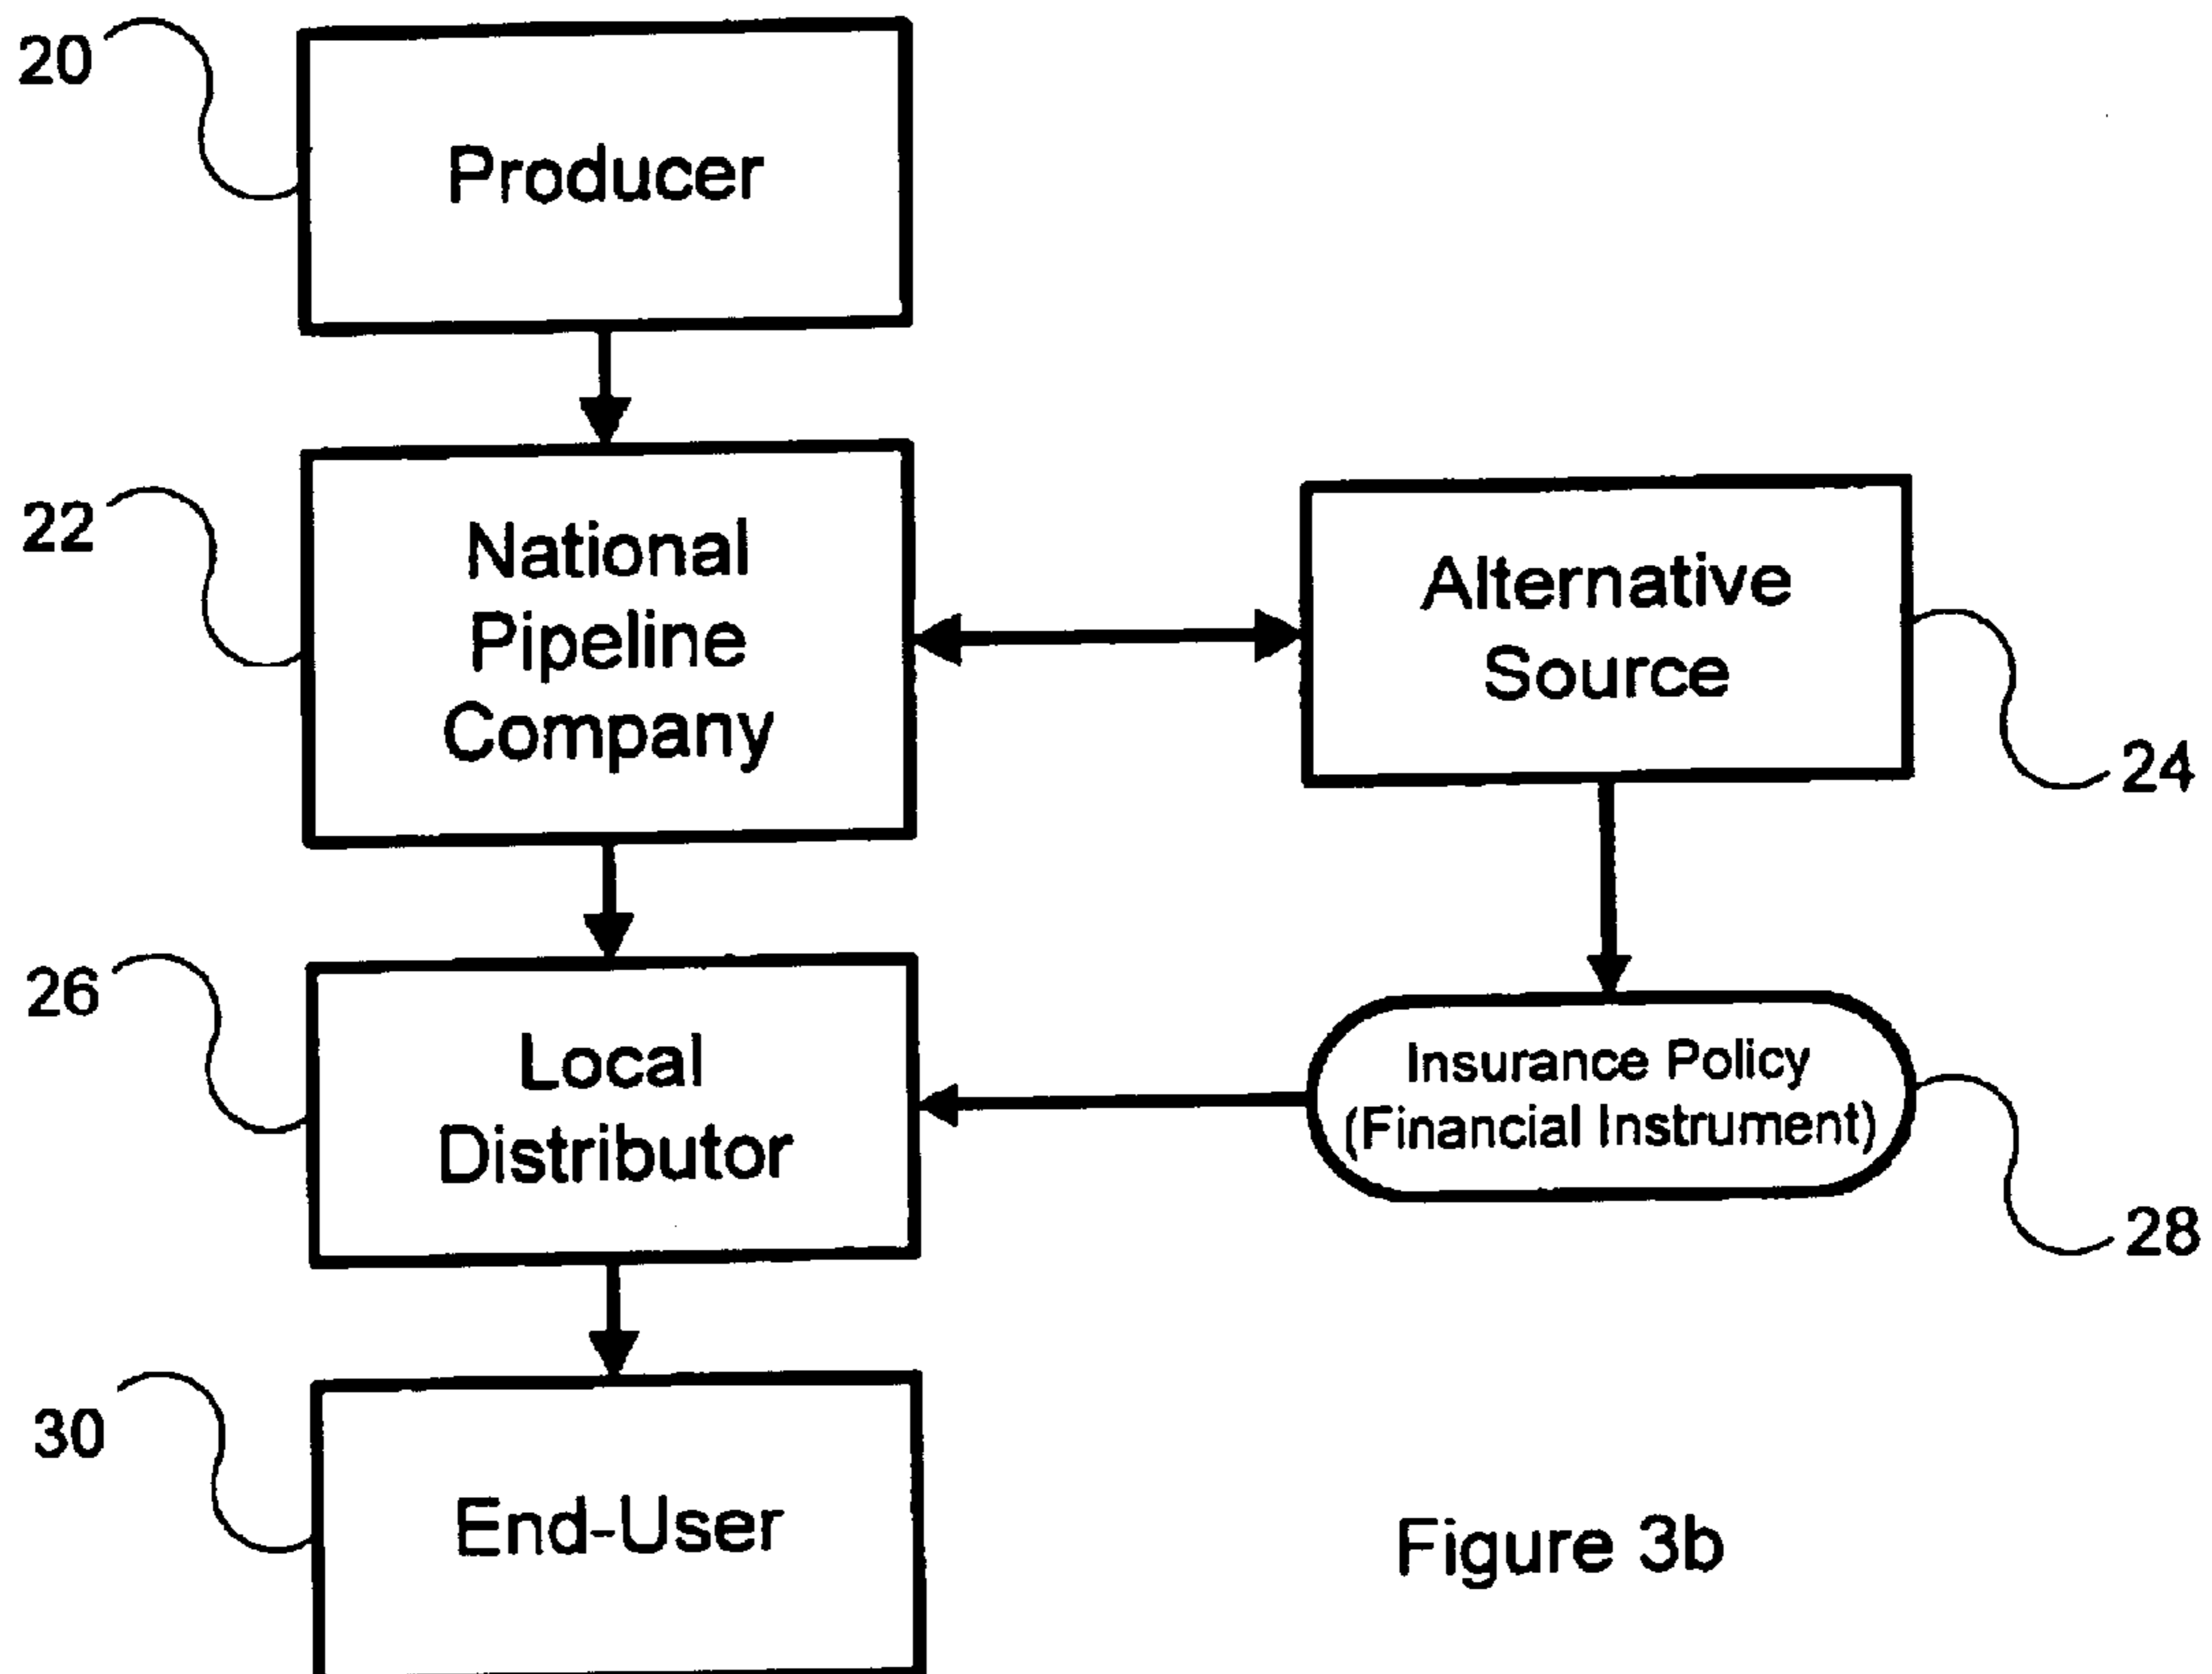 20
Producer
22
National
Pipeline
Company
Alternative
Source
24
26
Local
Distributor
Insurance Policy
(Financial Instrument)
28
30
End-User
Figure 3b